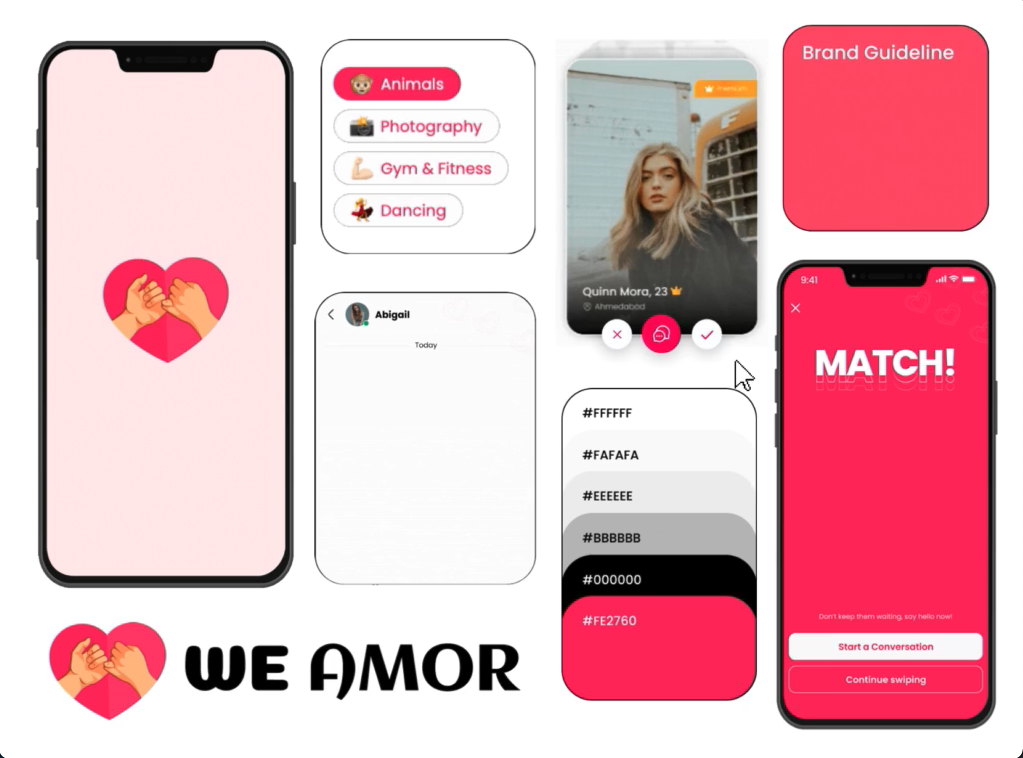 Animals
Photography
Gym & Fitness
Dancing
Abigail
Today
WE AMOR
Premium
F
Quinn Mora, 23
Ahmedabad
#FFFFFF
#FAFAFA
#EEEEEE
#BBBBBB
#000000
#FE2760
Brand Guideline
9:41
MATCH!
Don't keep them waiting, say hello now!
Start a Conversation
Continue swiping